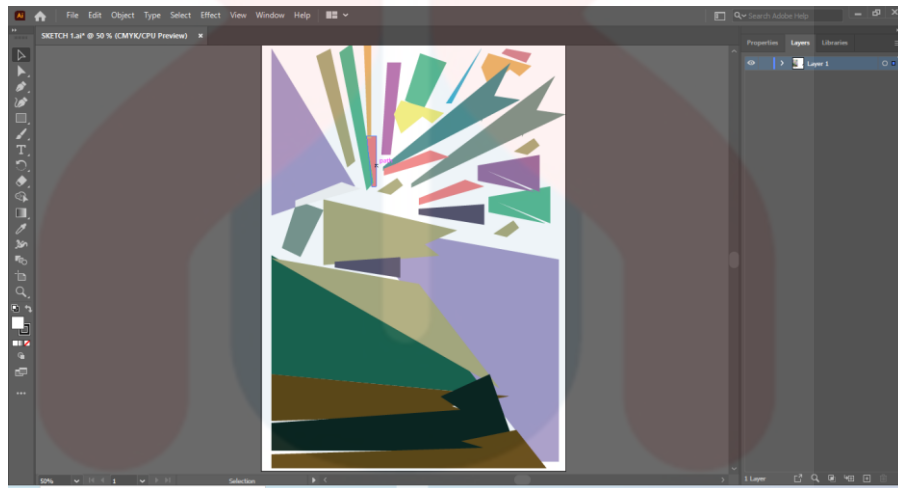 Ai File Edit Object Type Select Effect View Window Help Search Adobe Help
SKETCH 1.ai* @ 50 % (CMYK/CPU Preview) ×
Properties Layers Libraries
Layer 1
path
50% 1 Selection
1 Layer